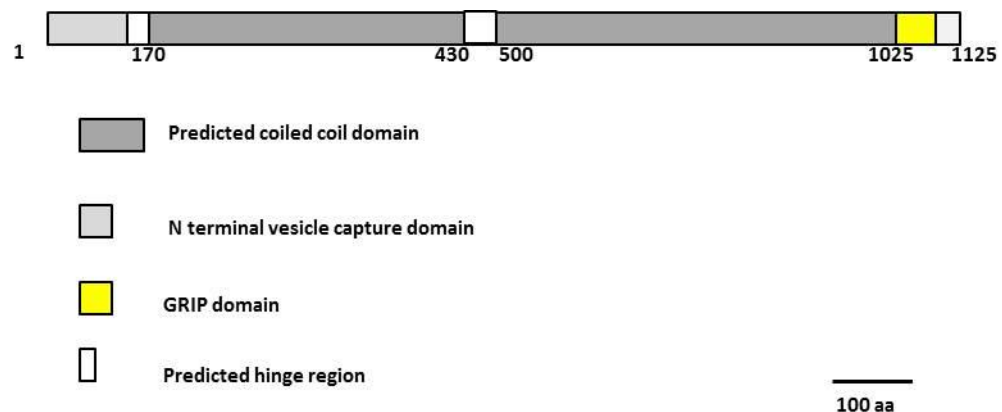 1 170 430 500 1025 1125
Predicted coiled coil domain
N terminal vesicle capture domain
GRIP domain
Predicted hinge region
100 aa